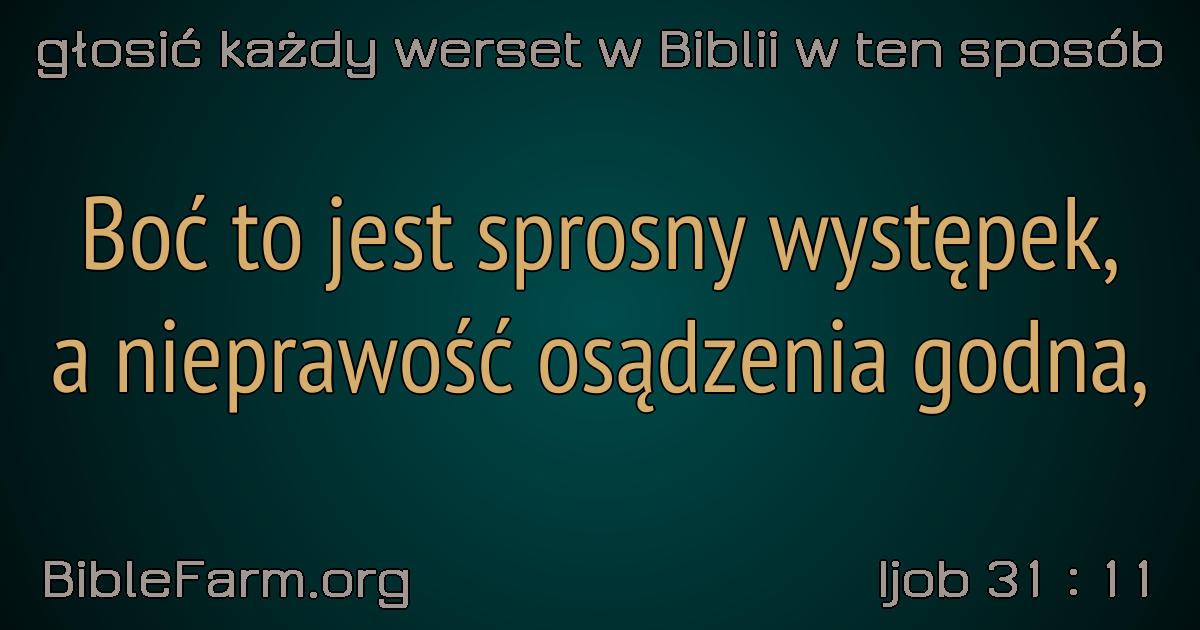 głosić każdy werset w Biblii w ten sposób
Boć to jest sprosny występek,
a nieprawość osądzenia godna,
BibleFarm.org
Ijob 31 : 11